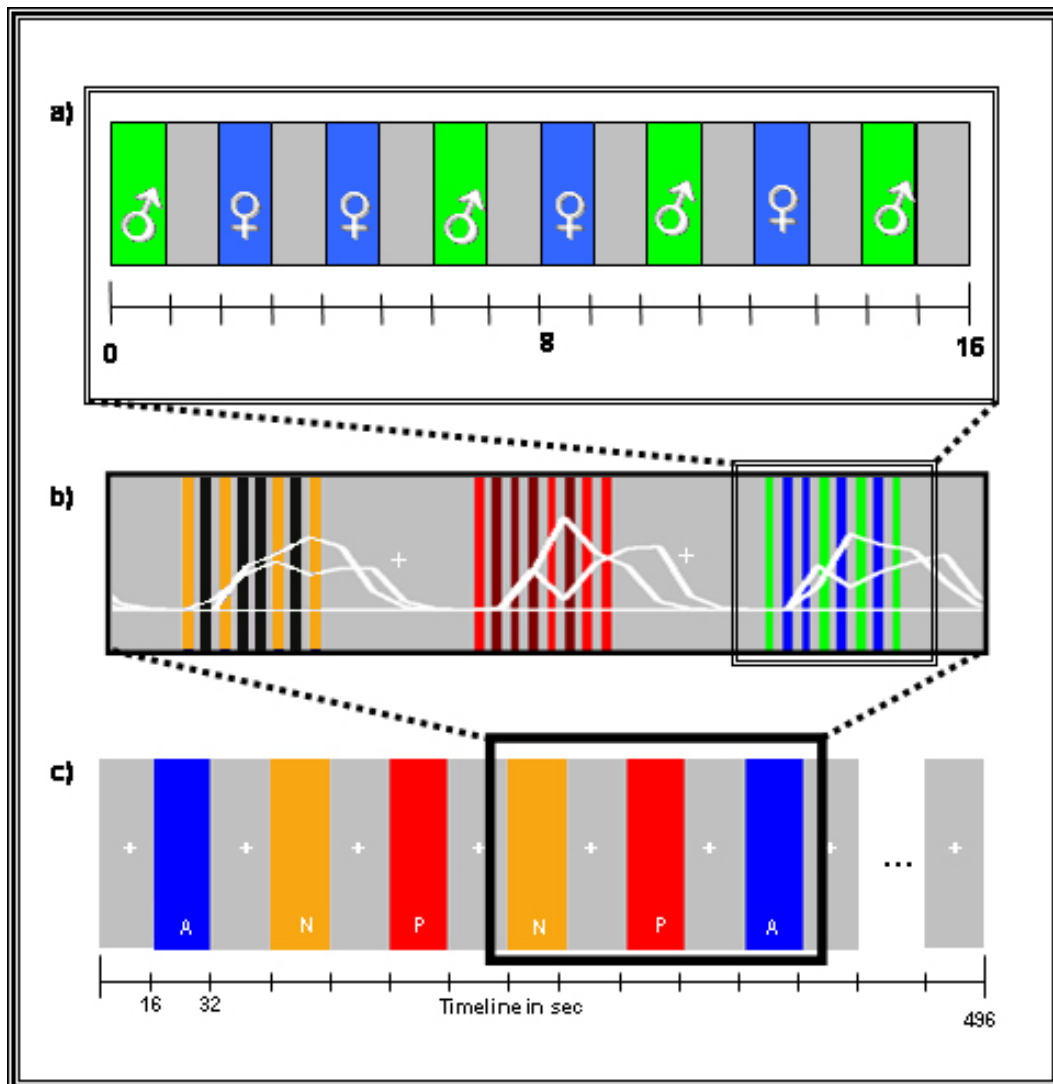 a)
♂ ♀ ♀ ♂ ♀ ♂ ♀ ♂
0 8 16
b)
+ +
c)
+ + + + + + + +
A N P N P A ...
16 32 Timeline in sec 496